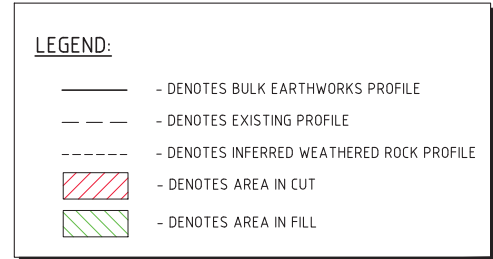 LEGEND:
- DENOTES BULK EARTHWORKS PROFILE
- DENOTES EXISTING PROFILE
- DENOTES INFERRED WEATHERED ROCK PROFILE
- DENOTES AREA IN CUT
- DENOTES AREA IN FILL